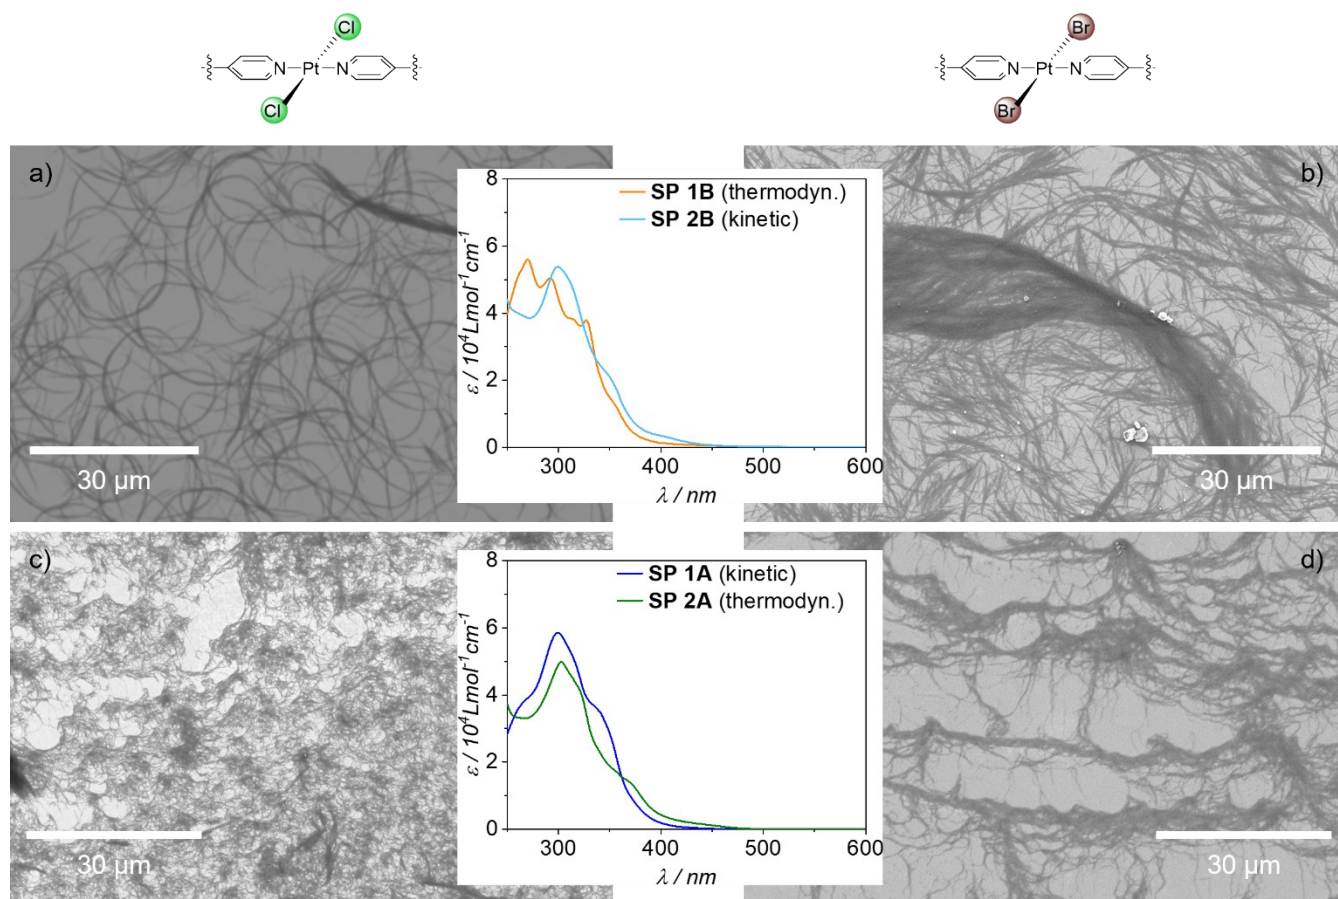 Cl
N Pt N
Cl
Br
N Pt N
Br
a)
b)
8
6
4
2
0
ε / 10⁴Lmol⁻¹cm⁻¹
SP 1B (thermodyn.)
SP 2B (kinetic)
300 400 500 600
λ / nm
30 µm
30 µm
c)
d)
8
6
4
2
0
ε / 10⁴Lmol⁻¹cm⁻¹
SP 1A (kinetic)
SP 2A (thermodyn.)
300 400 500 600
λ / nm
30 µm
30 µm